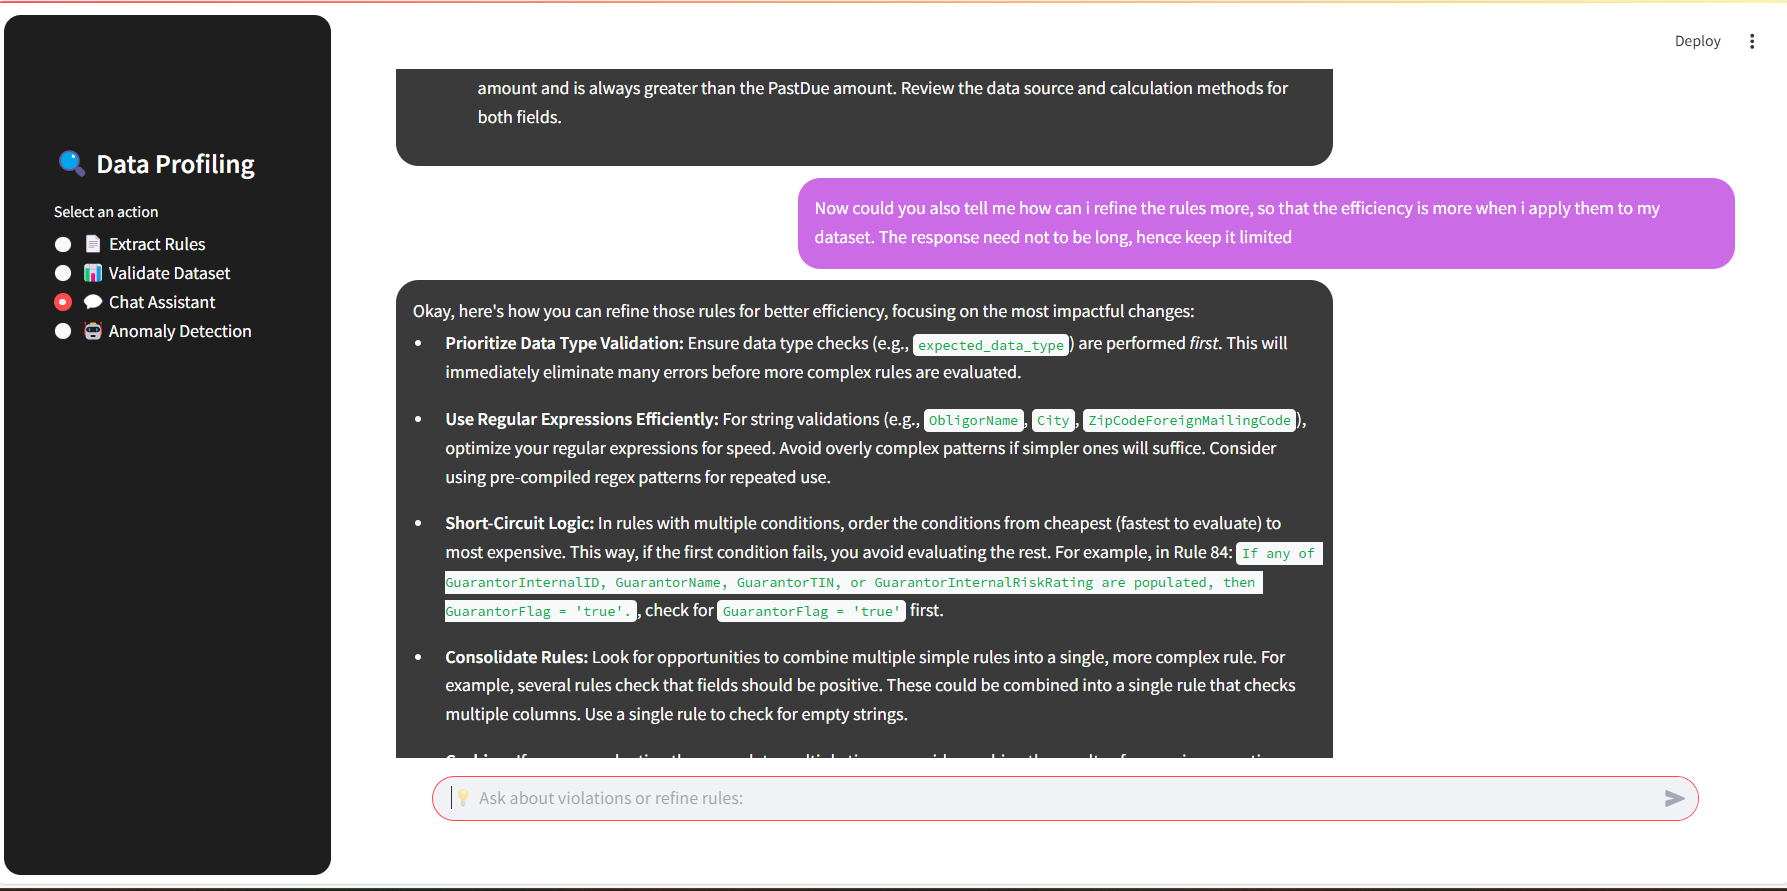 Deploy
Data Profiling
Select an action
Extract Rules
Validate Dataset
Chat Assistant
Anomaly Detection
amount and is always greater than the PastDue amount. Review the data source and calculation methods for
both fields.
Now could you also tell me how can i refine the rules more, so that the efficiency is more when i apply them to my
dataset. The response need not to be long, hence keep it limited
Okay, here's how you can refine those rules for better efficiency, focusing on the most impactful changes:
• Prioritize Data Type Validation: Ensure data type checks (e.g., expected_data_type) are performed first. This will
immediately eliminate many errors before more complex rules are evaluated.
• Use Regular Expressions Efficiently: For string validations (e.g., ObligorName, City, ZipCodeForeignMailingCode),
optimize your regular expressions for speed. Avoid overly complex patterns if simpler ones will suffice. Consider
using pre-compiled regex patterns for repeated use.
• Short-Circuit Logic: In rules with multiple conditions, order the conditions from cheapest (fastest to evaluate) to
most expensive. This way, if the first condition fails, you avoid evaluating the rest. For example, in Rule 84: If any of
GuarantorInternalID, GuarantorName, GuarantorTIN, or GuarantorInternalRiskRating are populated, then
GuarantorFlag = 'true'., check for GuarantorFlag = 'true' first.
• Consolidate Rules: Look for opportunities to combine multiple simple rules into a single, more complex rule. For
example, several rules check that fields should be positive. These could be combined into a single rule that checks
multiple columns. Use a single rule to check for empty strings.
Ask about violations or refine rules: